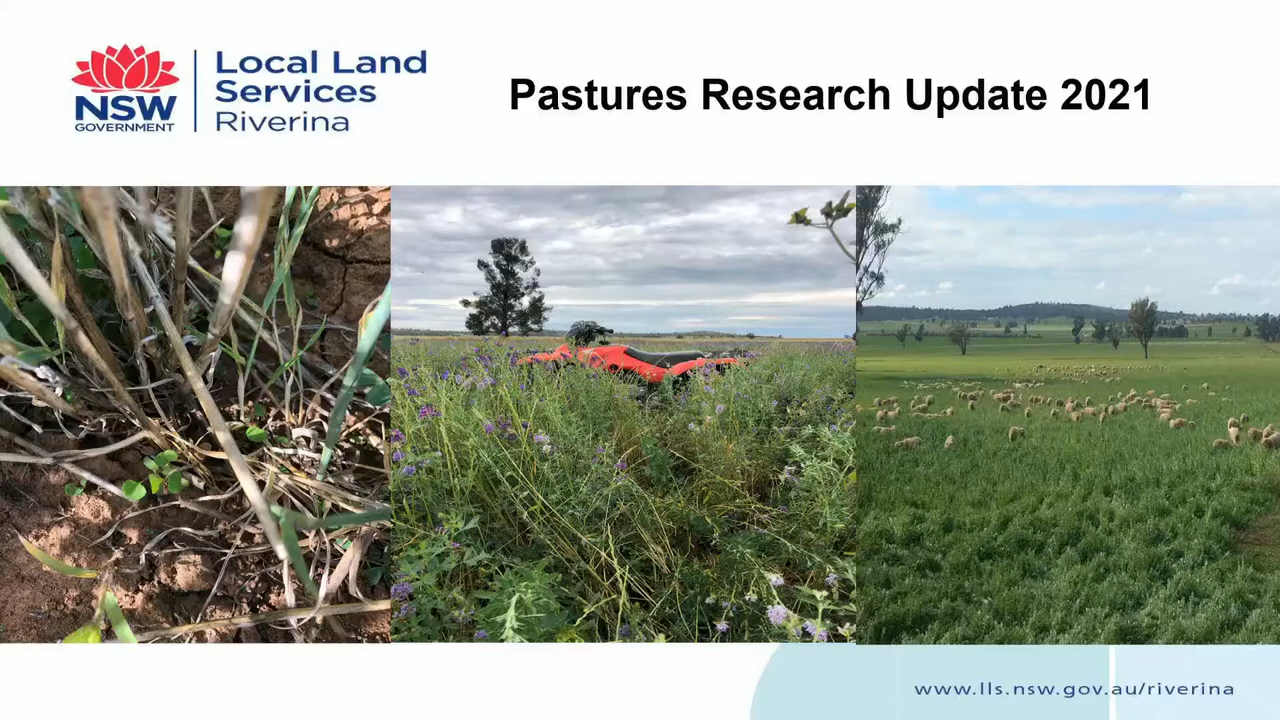 NSW
GOVERNMENT
Local Land
Services
Riverina
Pastures Research Update 2021
www.lls.nsw.gov.au/riverina